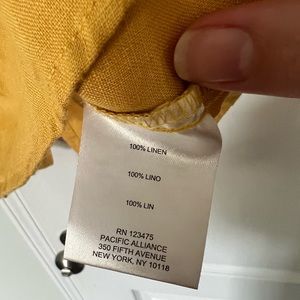 100% LINEN
100% LINO
100% LIN
RN 123475
PACIFIC ALLIANCE
350 FIFTH AVENUE
NEW YORK, NY 10118